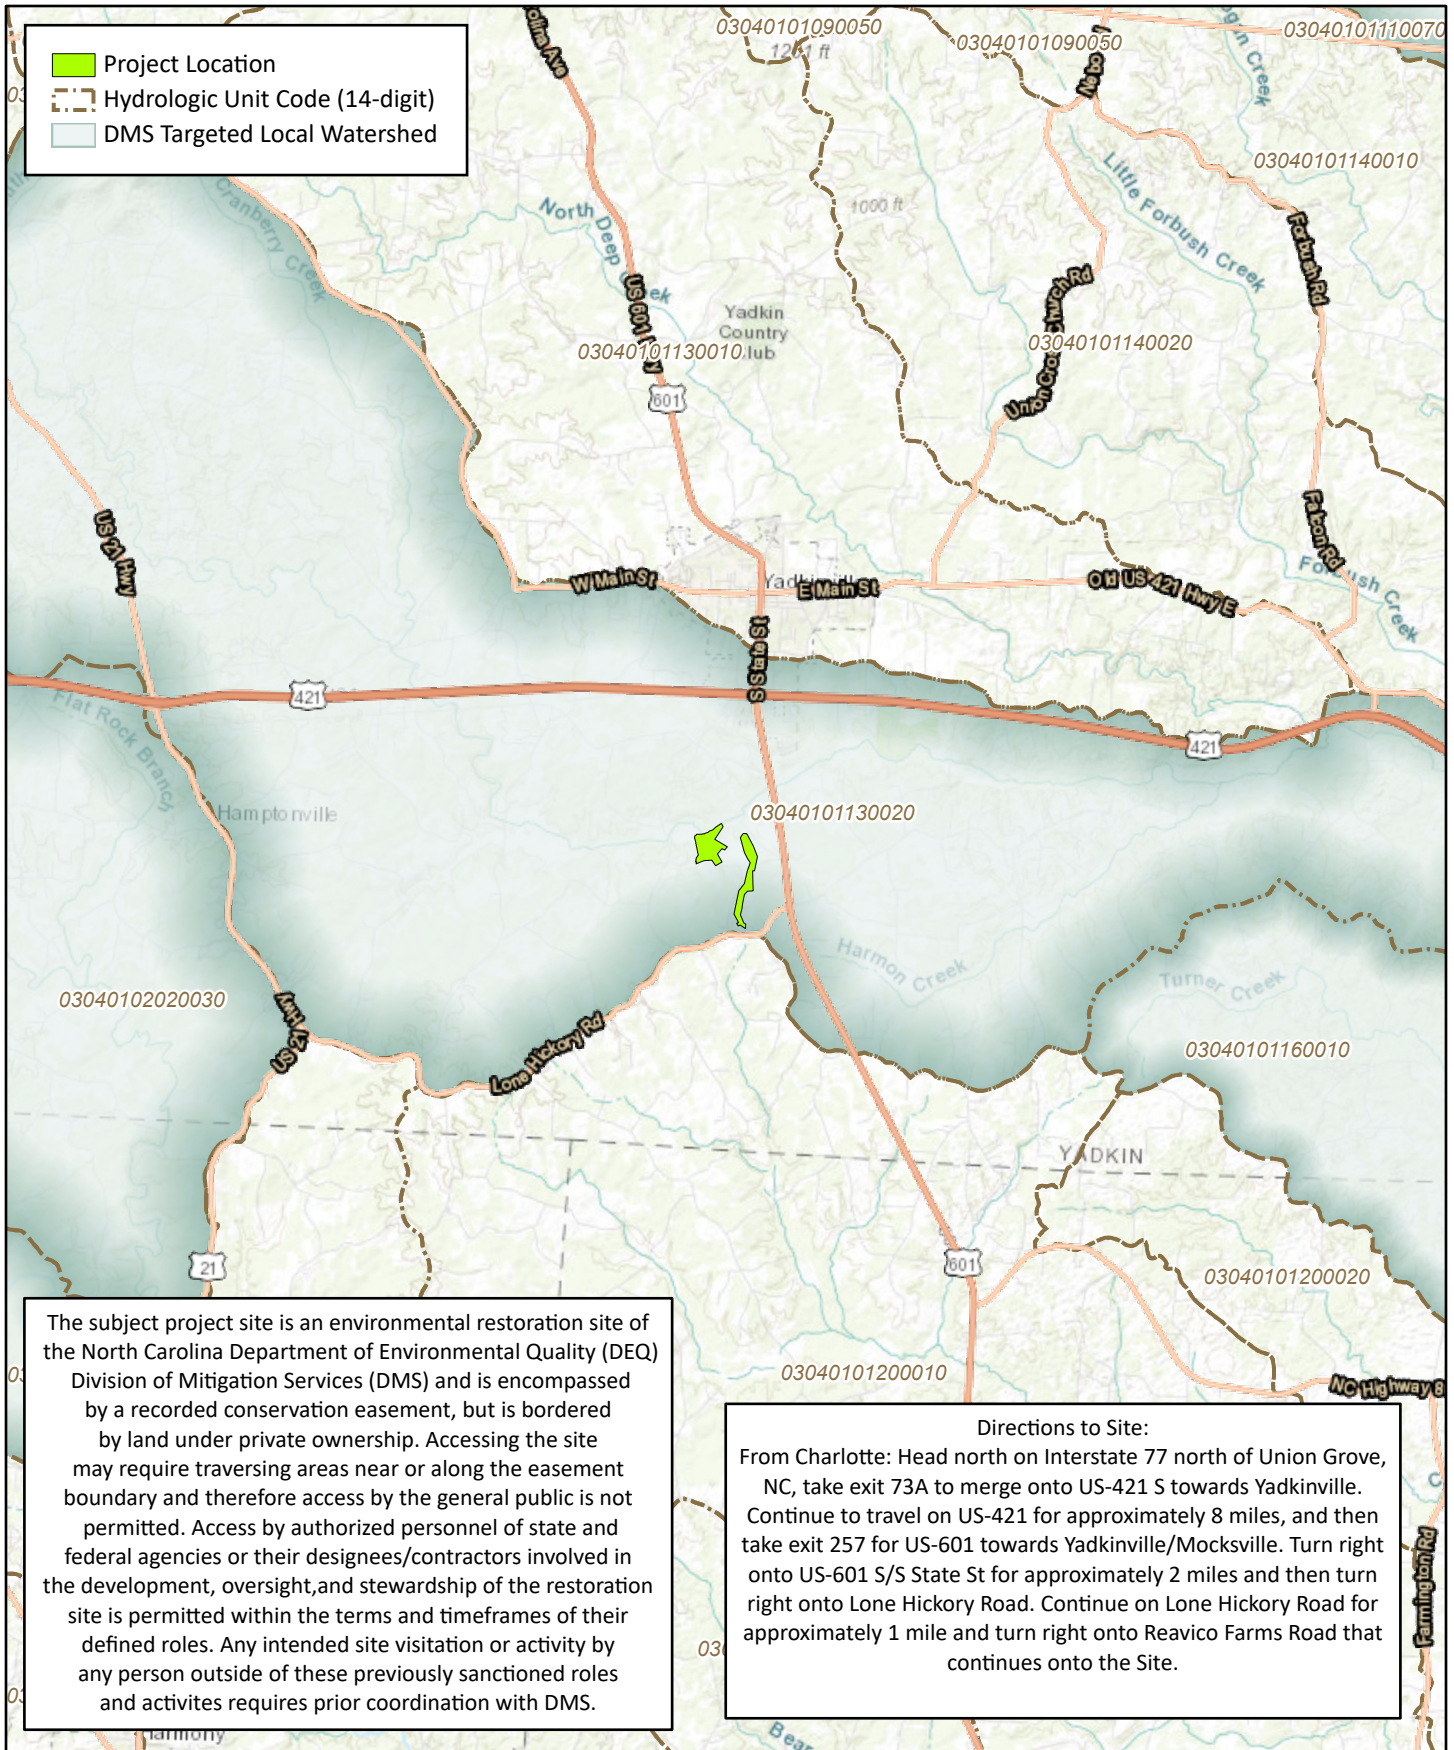 Project Location
Hydrologic Unit Code (14-digit)
DMS Targeted Local Watershed
03040101090050
1201 ft
03040101090050
03040101110070
03040101140010
Little Forbush Creek
1000 ft
Cranberry Creek
North Deep Creek
Forbush Rd
US 601 Hwy N
Yadkin
Country
Club
03040101130010
601
03040101140020
Union Cross Church Rd
US 21 Hwy
Falcon Rd
Forbush Creek
W Main St
Yadkinville
E Main St
Old US 421 Hwy E
S State St
421
421
Flat Rock Branch
Hamptonville
03040101130020
Harmon Creek
Turner Creek
03040102020030
US 21 Hwy
Lone Hickory Rd
03040101160010
YADKIN
21
601
03040101200020
03040101200010
NC Highway 8
The subject project site is an environmental restoration site of
the North Carolina Department of Environmental Quality (DEQ)
Division of Mitigation Services (DMS) and is encompassed
by a recorded conservation easement, but is bordered
by land under private ownership. Accessing the site
may require traversing areas near or along the easement
boundary and therefore access by the general public is not
permitted. Access by authorized personnel of state and
federal agencies or their designees/contractors involved in
the development, oversight,and stewardship of the restoration
site is permitted within the terms and timeframes of their
defined roles. Any intended site visitation or activity by
any person outside of these previously sanctioned roles
and activites requires prior coordination with DMS.
Directions to Site:
From Charlotte: Head north on Interstate 77 north of Union Grove,
NC, take exit 73A to merge onto US-421 S towards Yadkinville.
Continue to travel on US-421 for approximately 8 miles, and then
take exit 257 for US-601 towards Yadkinville/Mocksville. Turn right
onto US-601 S/S State St for approximately 2 miles and then turn
right onto Lone Hickory Road. Continue on Lone Hickory Road for
approximately 1 mile and turn right onto Reavico Farms Road that
continues onto the Site.
Farmington Rd
Harmony
Bear